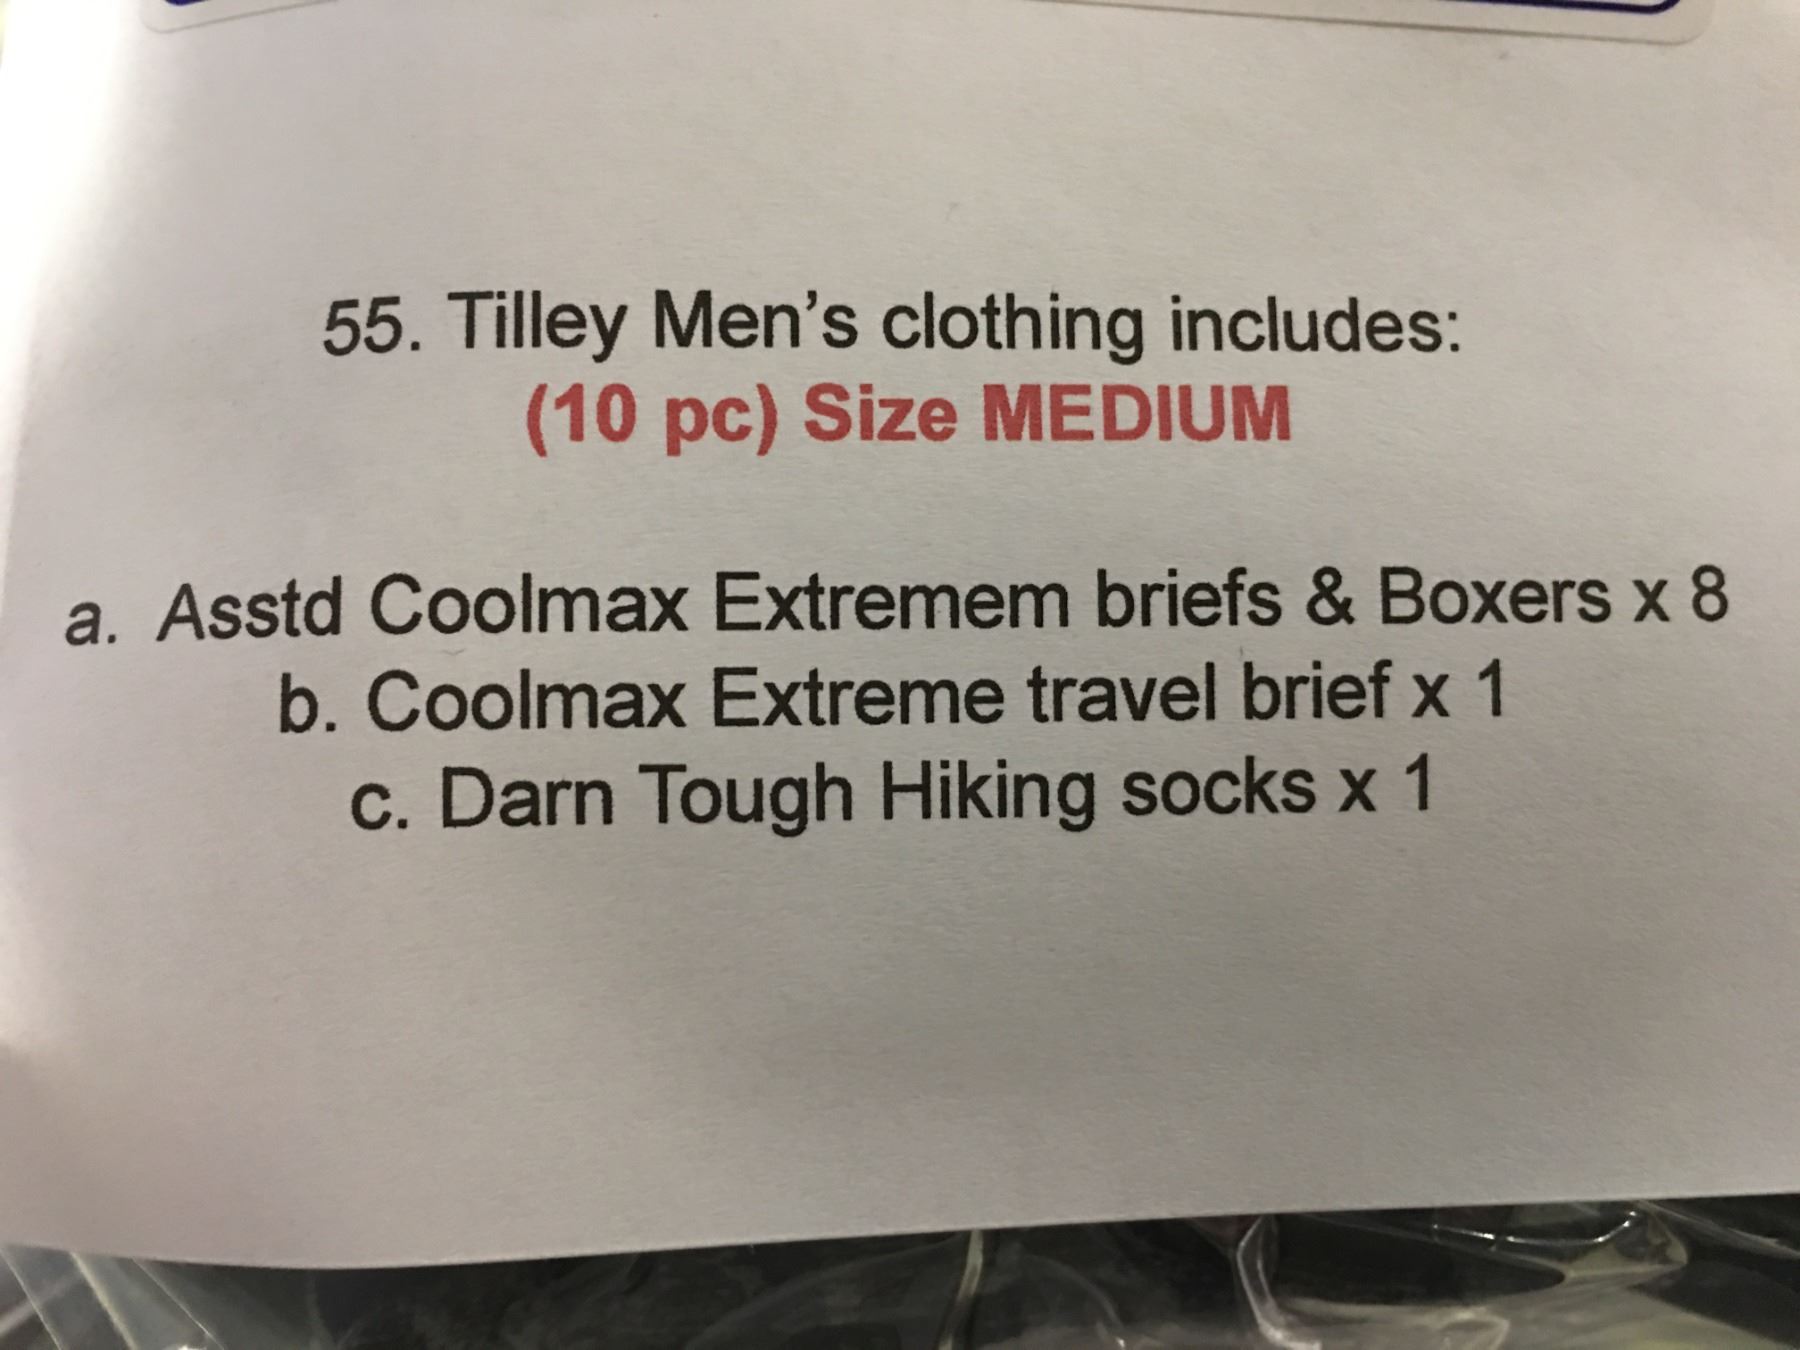 55. Tilley Men’s clothing includes:
(10 pc) Size MEDIUM
a. Asstd Coolmax Extremem briefs & Boxers x 8
b. Coolmax Extreme travel brief x 1
c. Darn Tough Hiking socks x 1